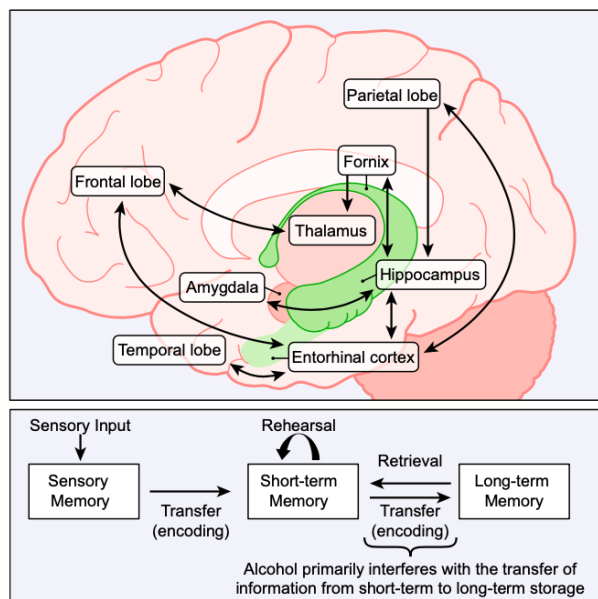 Parietal lobe
Fornix
Frontal lobe
Thalamus
Hippocampus
Amygdala
Temporal lobe
Entorhinal cortex
Sensory Input
Rehearsal
Retrieval
Sensory
Memory
Short-term
Memory
Long-term
Memory
Transfer
(encoding)
Transfer
(encoding)
Alcohol primarily interferes with the transfer of
information from short-term to long-term storage